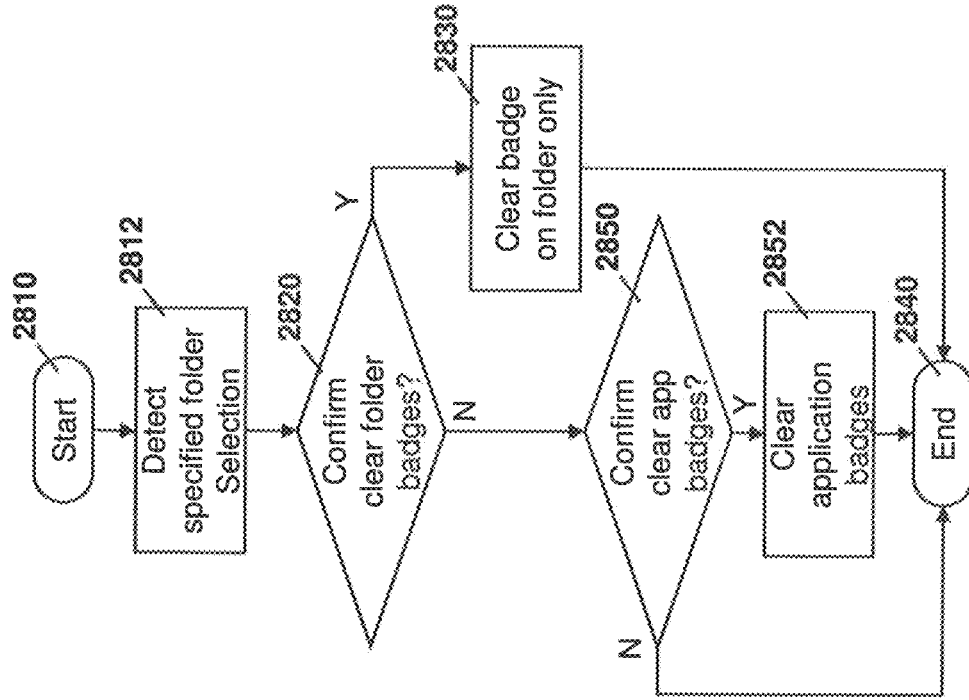 2810
Start
2812
Detect
specified folder
Selection
2820
Confirm
clear folder
badges?
Y
N
2830
Clear badge
on folder only
2850
Confirm
clear app
badges?
N
Y
2852
Clear
application
badges
2840
End